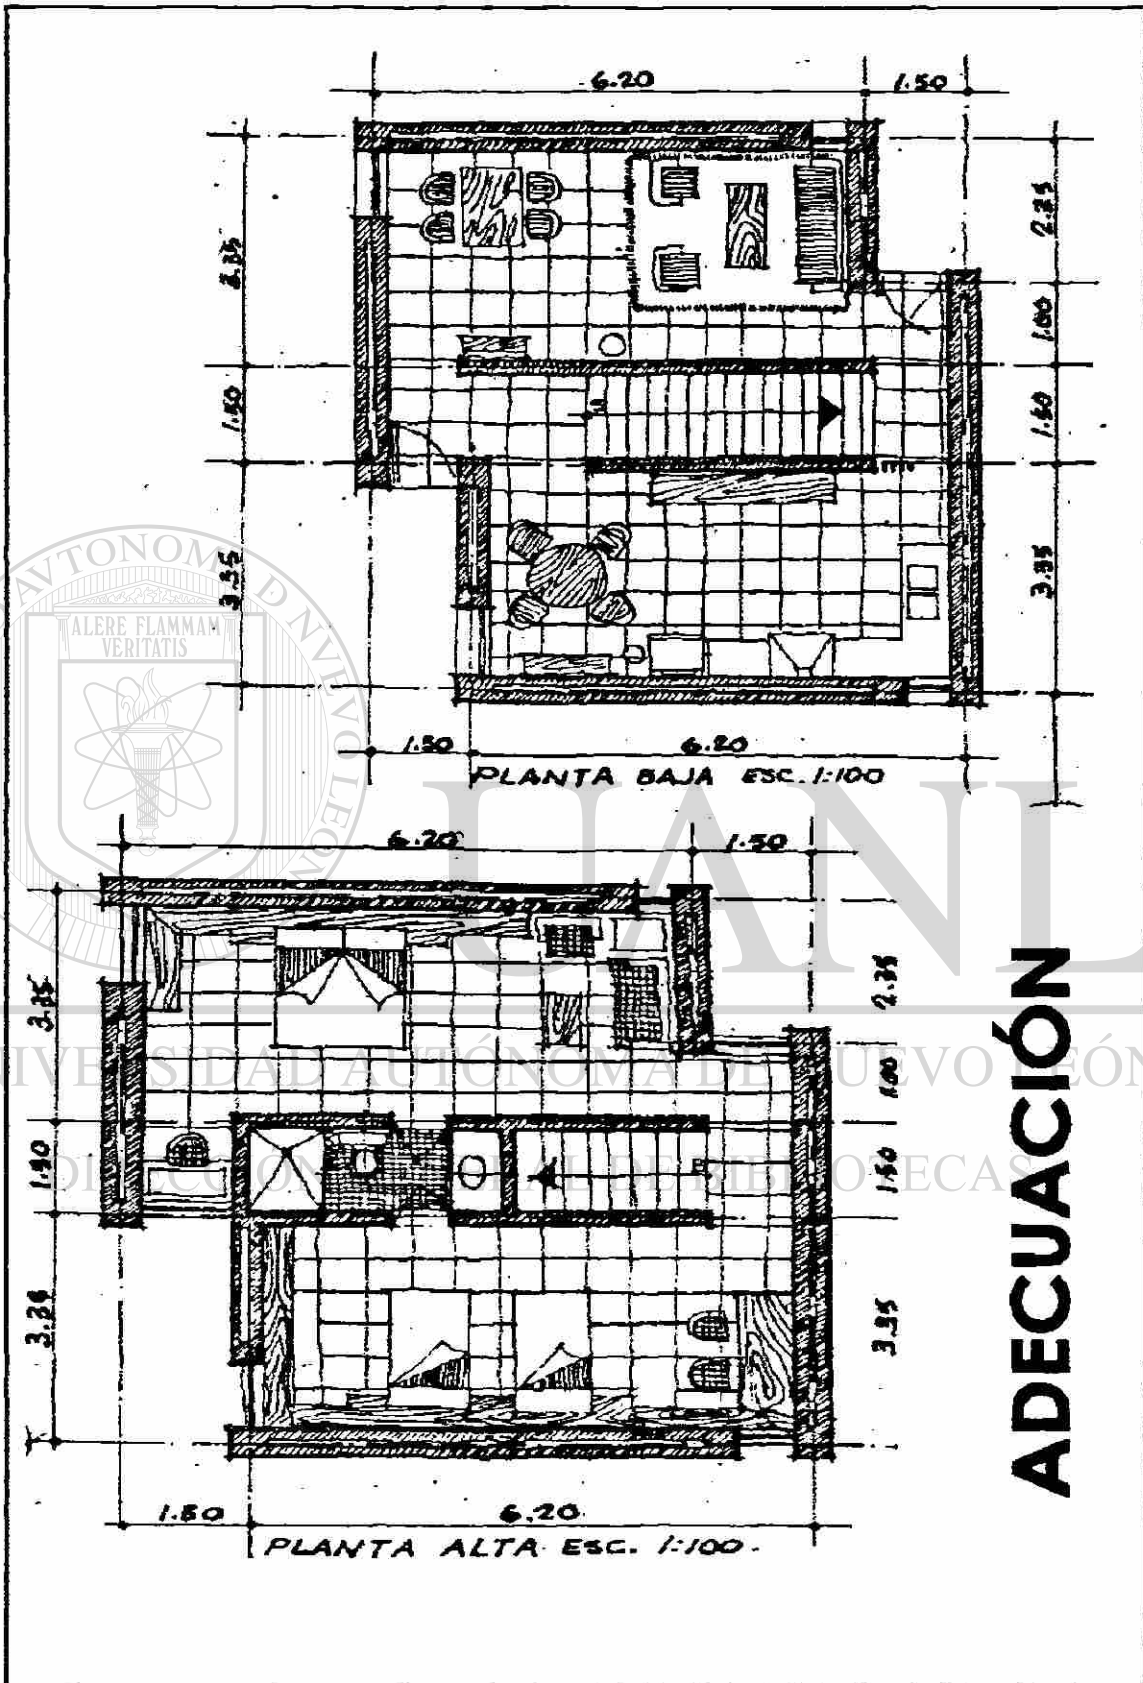 6.20
1.50
2.35
1.00
1.50
3.35
3.35
1.50
3.35
1.50
6.20
PLANTA BAJA ESC. 1:100
6.20
1.50
3.35
1.50
3.35
2.35
1.00
1.50
3.35
1.50
6.20
PLANTA ALTA ESC. 1:100.
ADECUACIÓN
ALERE FLAMMAM
VERITATIS
UANL
UNIVERSIDAD AUTÓNOMA DE NUEVO LEÓN
DIRECCIÓN GENERAL DE BIBLIOTECAS